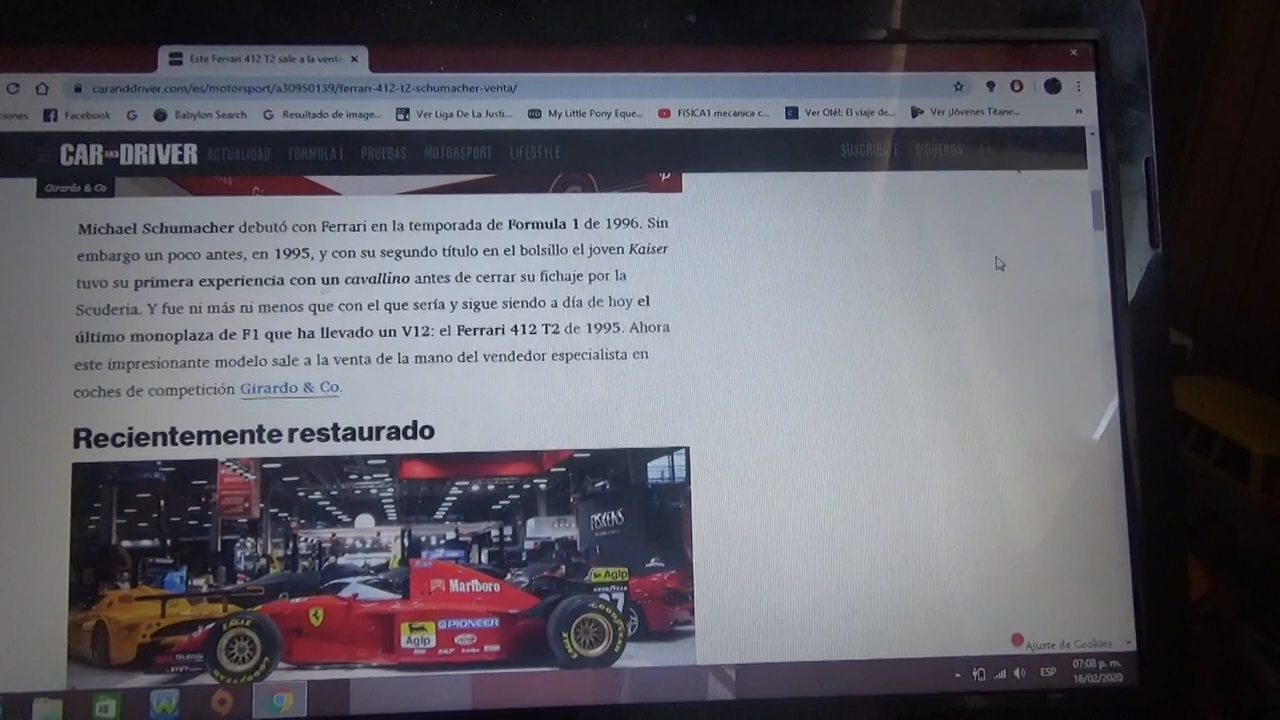 Este Ferrari 412 T2 sale a la venta
caranddriver.com/es/motorsport/a30950139/ferrari-412-t2-schumacher-venta/
ciones Facebook G Babylon Search Resultado de image... Ver Liga De La Justi... My Little Pony Eque... FISICA1 mecanica c... Ver Olé!: El viaje de... Ver ¡Jóvenes Titane... »
CAR AND DRIVER ACTUALIDAD FORMULA 1 PRUEBAS MOTORSPORT LIFESTYLE SUSCRÍBETE SÍGUENOS
Girardo & Co
Michael Schumacher debutó con Ferrari en la temporada de Formula 1 de 1996. Sin
embargo un poco antes, en 1995, y con su segundo título en el bolsillo el joven Kaiser
tuvo su primera experiencia con un cavallino antes de cerrar su fichaje por la
Scuderia. Y fue ni más ni menos que con el que sería y sigue siendo a día de hoy el
último monoplaza de F1 que ha llevado un V12: el Ferrari 412 T2 de 1995. Ahora
este impresionante modelo sale a la venta de la mano del vendedor especialista en
coches de competición Girardo & Co.
Recientemente restaurado
FISKENS
Marlboro
Agip
Agip
PIONEER
EAGLE
GOODYEAR
Ajuste de Cookies
ESP
07:08 p. m.
16/02/2020